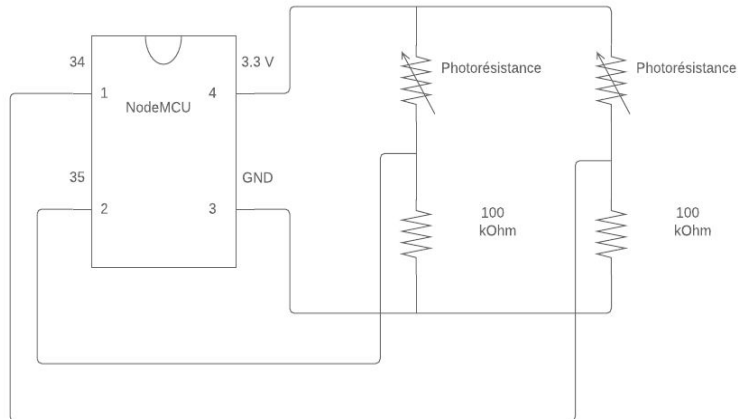 34
3.3 V
Photorésistance
Photorésistance
1
4
NodeMCU
35
GND
2
3
100
kOhm
100
kOhm